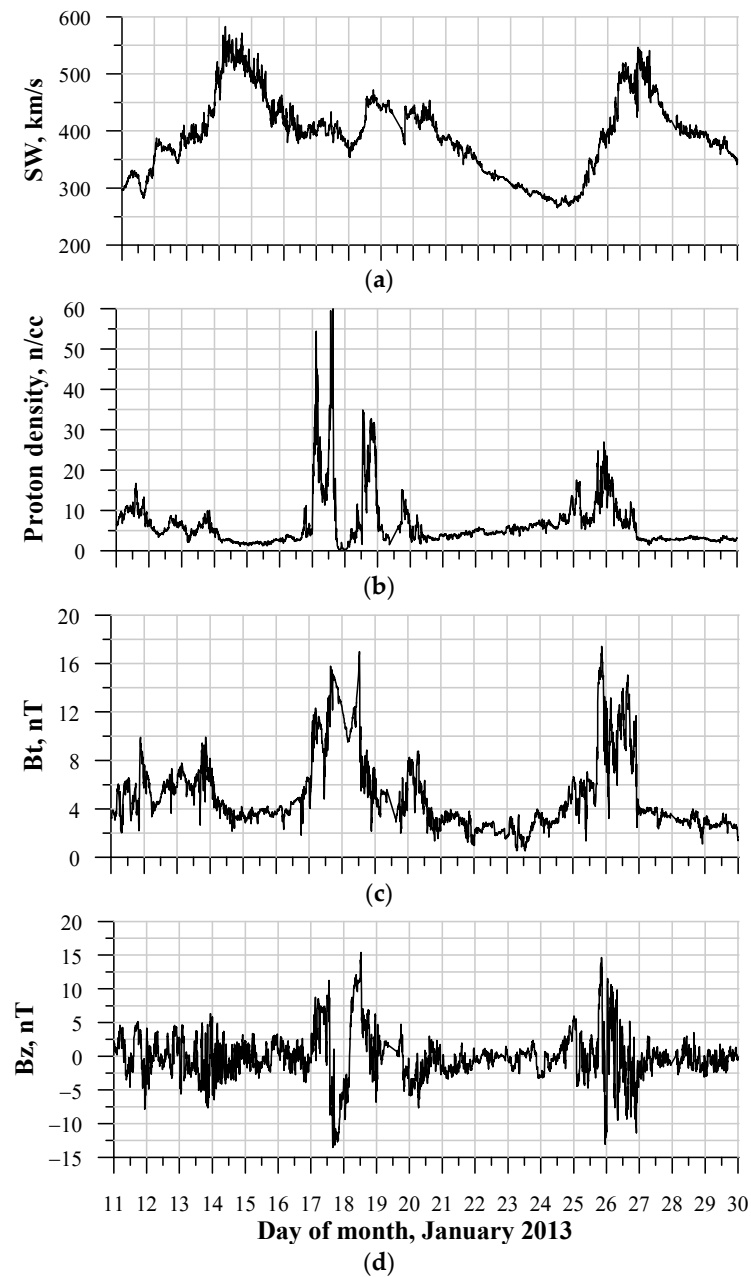 600
500
400
300
200
SW, km/s
(a)
60
50
40
30
20
10
0
Proton density, n/cc
(b)
20
16
12
8
4
0
Bt, nT
(c)
20
15
10
5
0
−5
−10
−15
Bz, nT
11 12 13 14 15 16 17 18 19 20 21 22 23 24 25 26 27 28 29 30
Day of month, January 2013
(d)